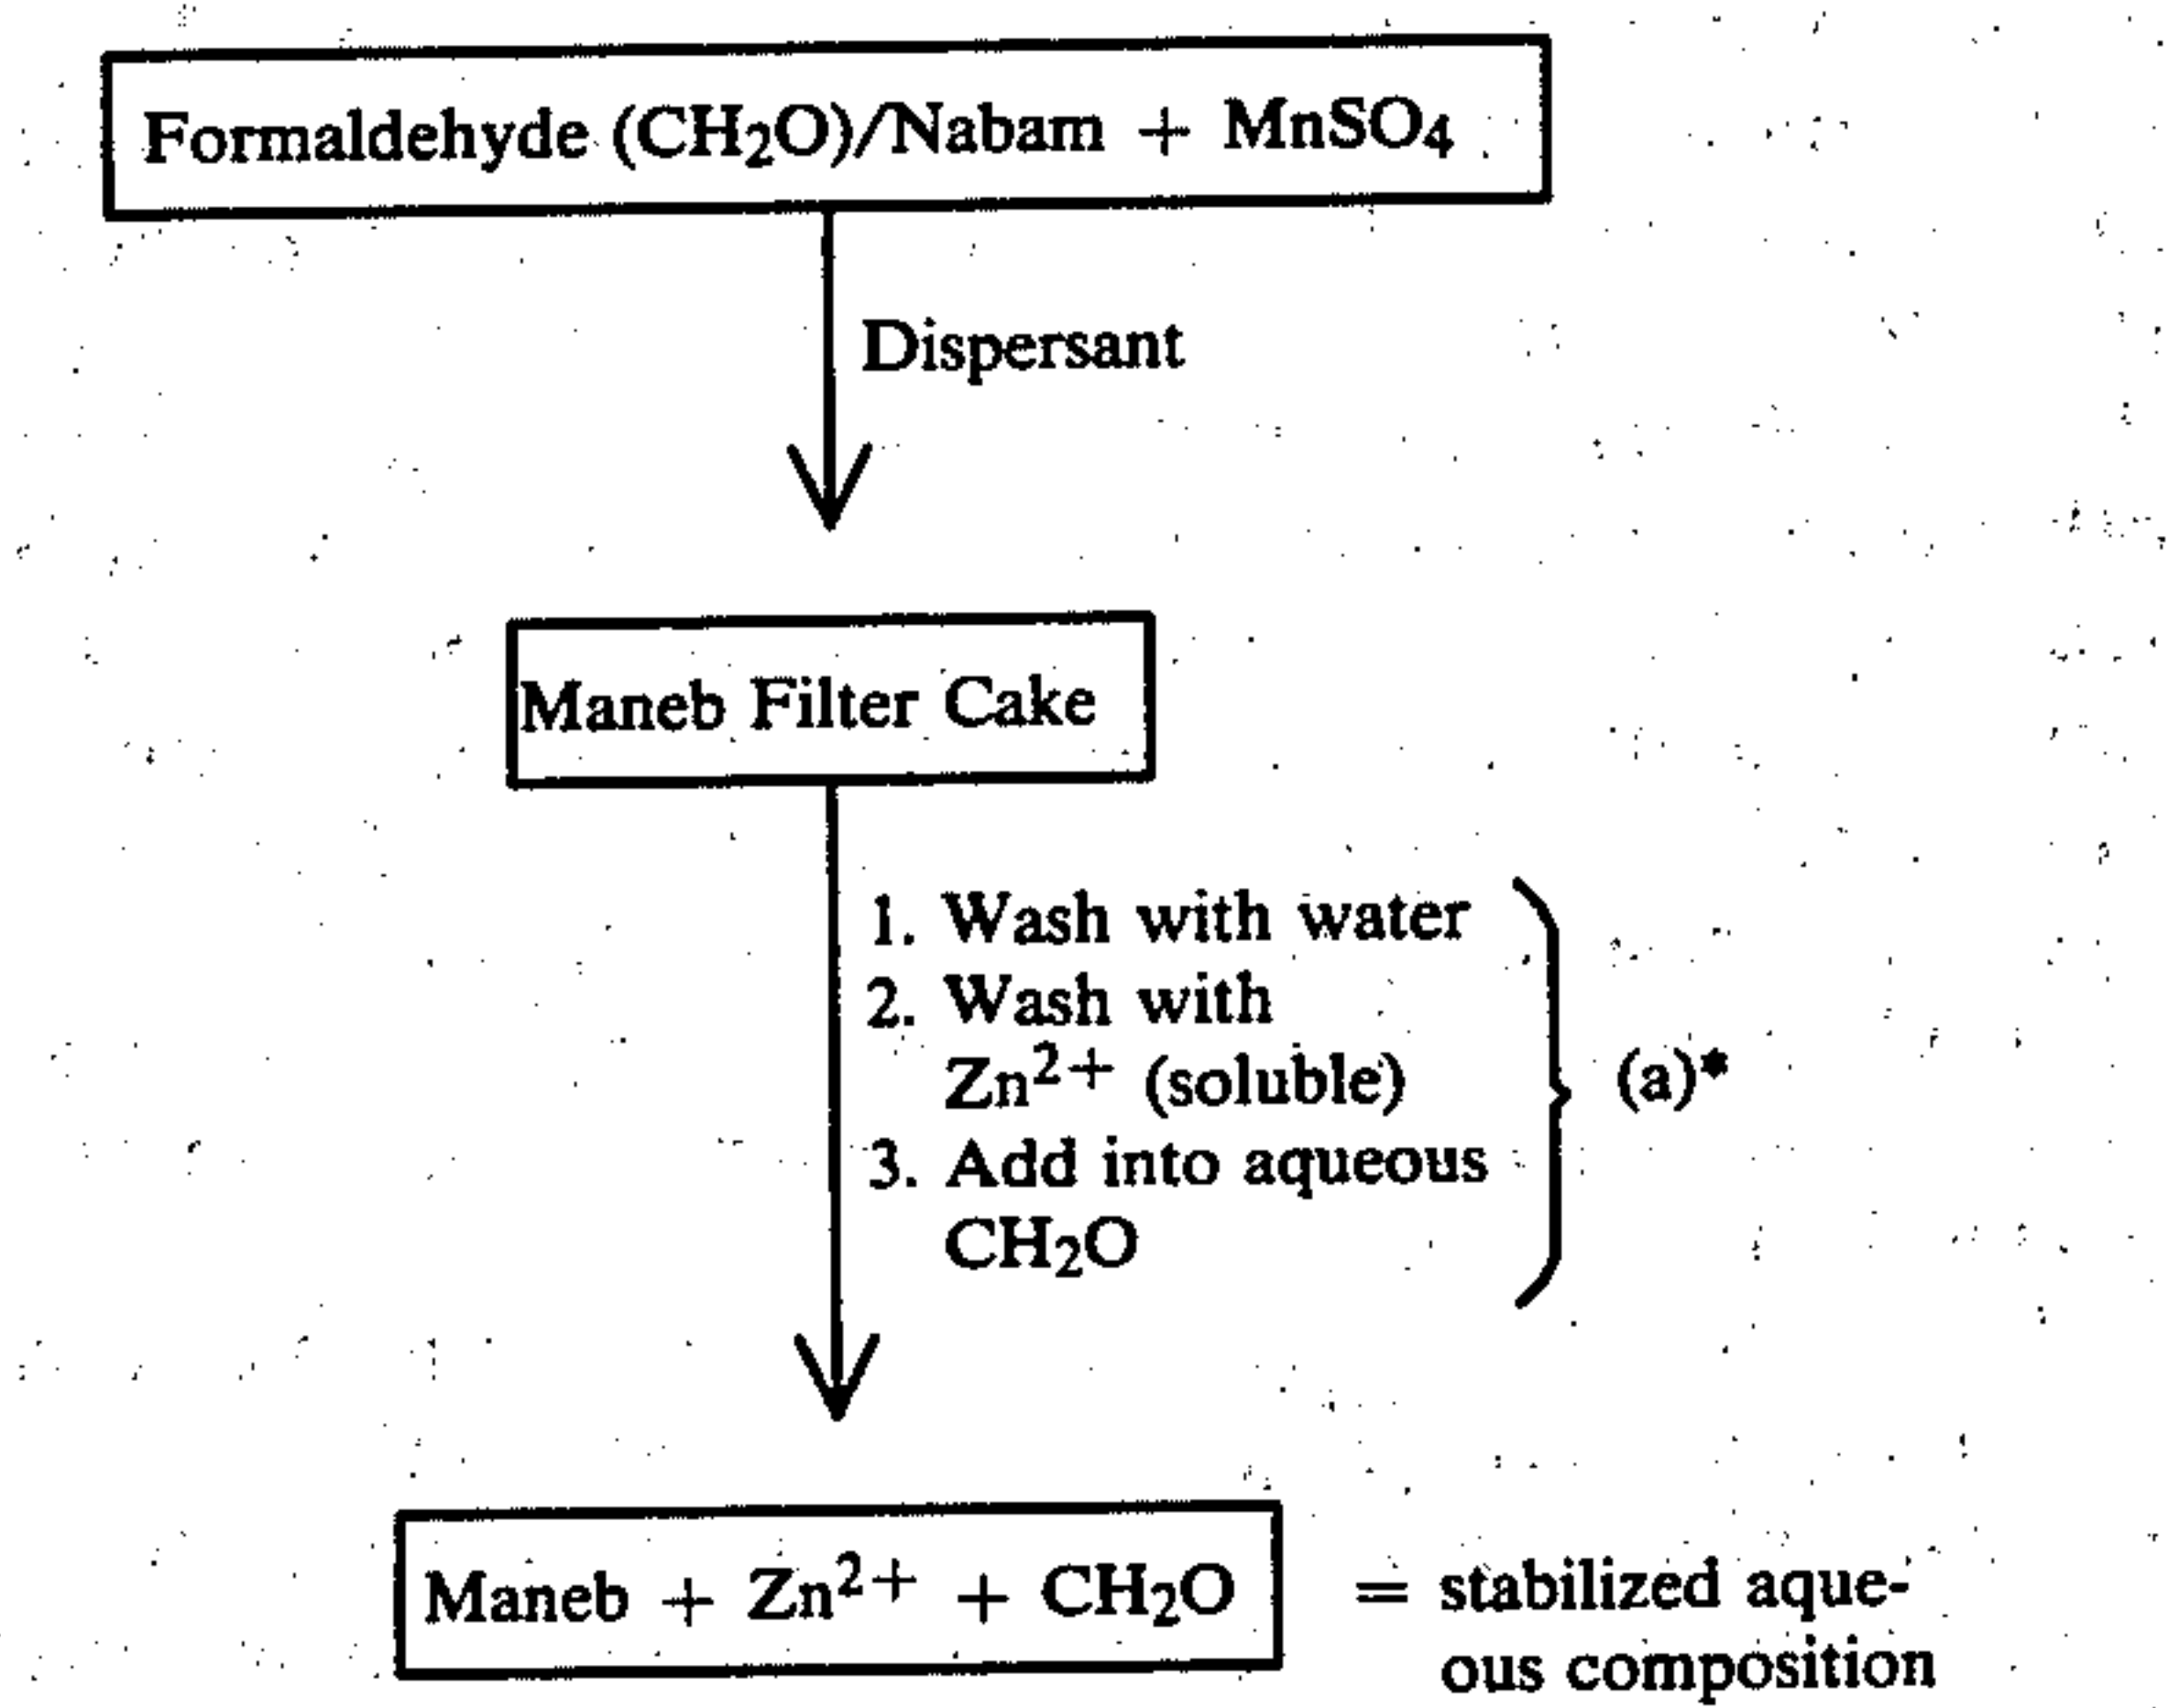 Formaldehyde (CH₂O)/Nabam + MnSO₄
Dispersant
Maneb Filter Cake
1. Wash with water
2. Wash with
Zn²⁺ (soluble)
3. Add into aqueous
CH₂O
(a)*
Maneb + Zn²⁺ + CH₂O
= stabilized aque-
ous composition